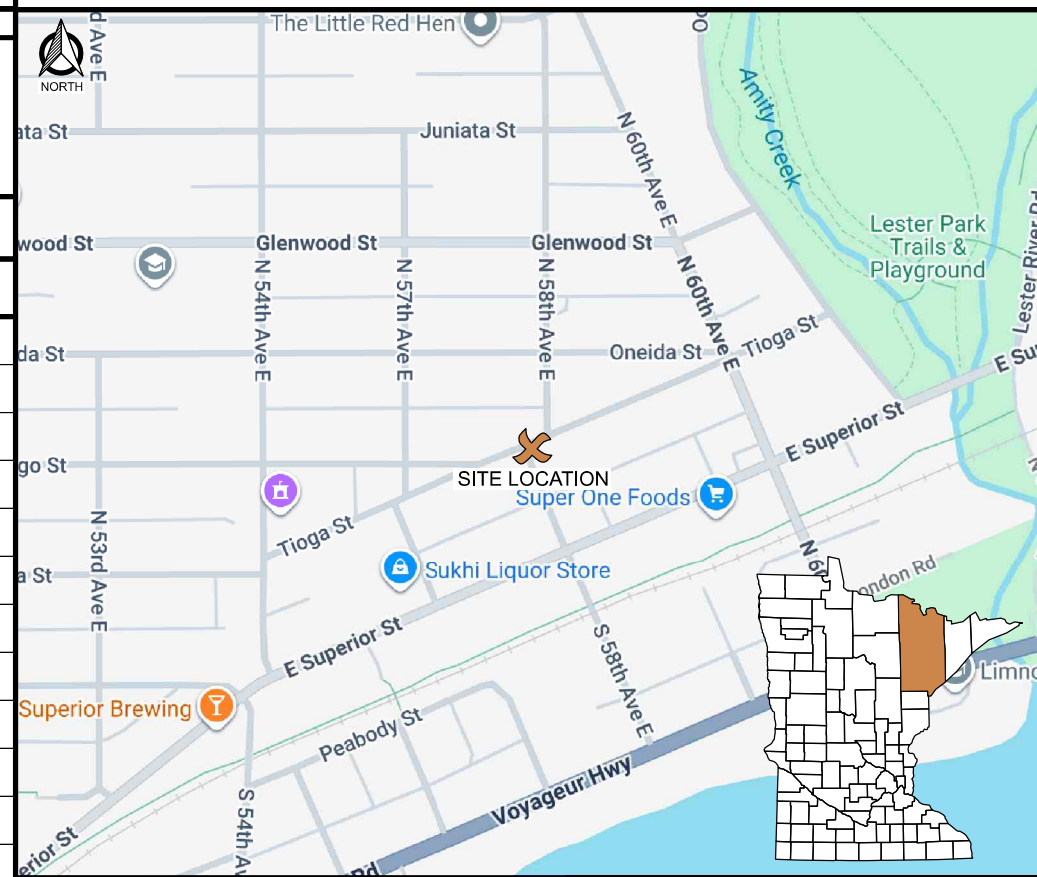 The Little Red Hen
d Ave E
NORTH
PO
Amity Creek
ata St
Juniata St
N 60th Ave E
Lester Park
Trails &
Playground
Lester River Rd
wood St
Glenwood St
Glenwood St
N 54th Ave E
N 57th Ave E
N 58th Ave E
N 60th Ave E
Tioga St
da St
Oneida St
E Su
E Superior St
go St
SITE LOCATION
Super One Foods
N 53rd Ave E
Tioga St
a St
Sukhi Liquor Store
N 60
ondon Rd
E Superior St
S 58th Ave E
Limno
Superior Brewing
Peabody St
Voyageur Hwy
S 54th Av
erior St
Rd